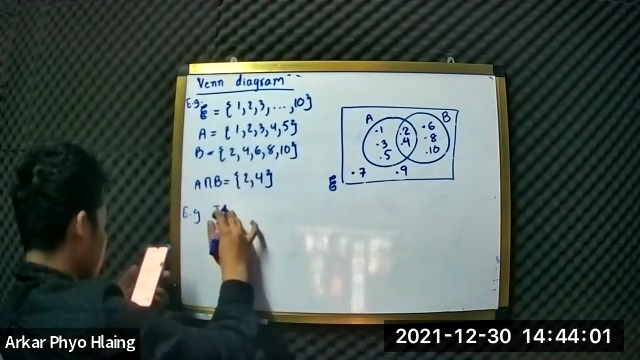 Venn diagram
E.g. ξ = {1, 2, 3, ..., 10}
A = {1, 2, 3, 4, 5}
B = {2, 4, 6, 8, 10}
A∩B = {2, 4}
E.g
A B
.1 .2 .6
.3 .4 .8
.5 .10
.7 .9
ξ
Arkar Phyo Hlaing
2021-12-30 14:44:01